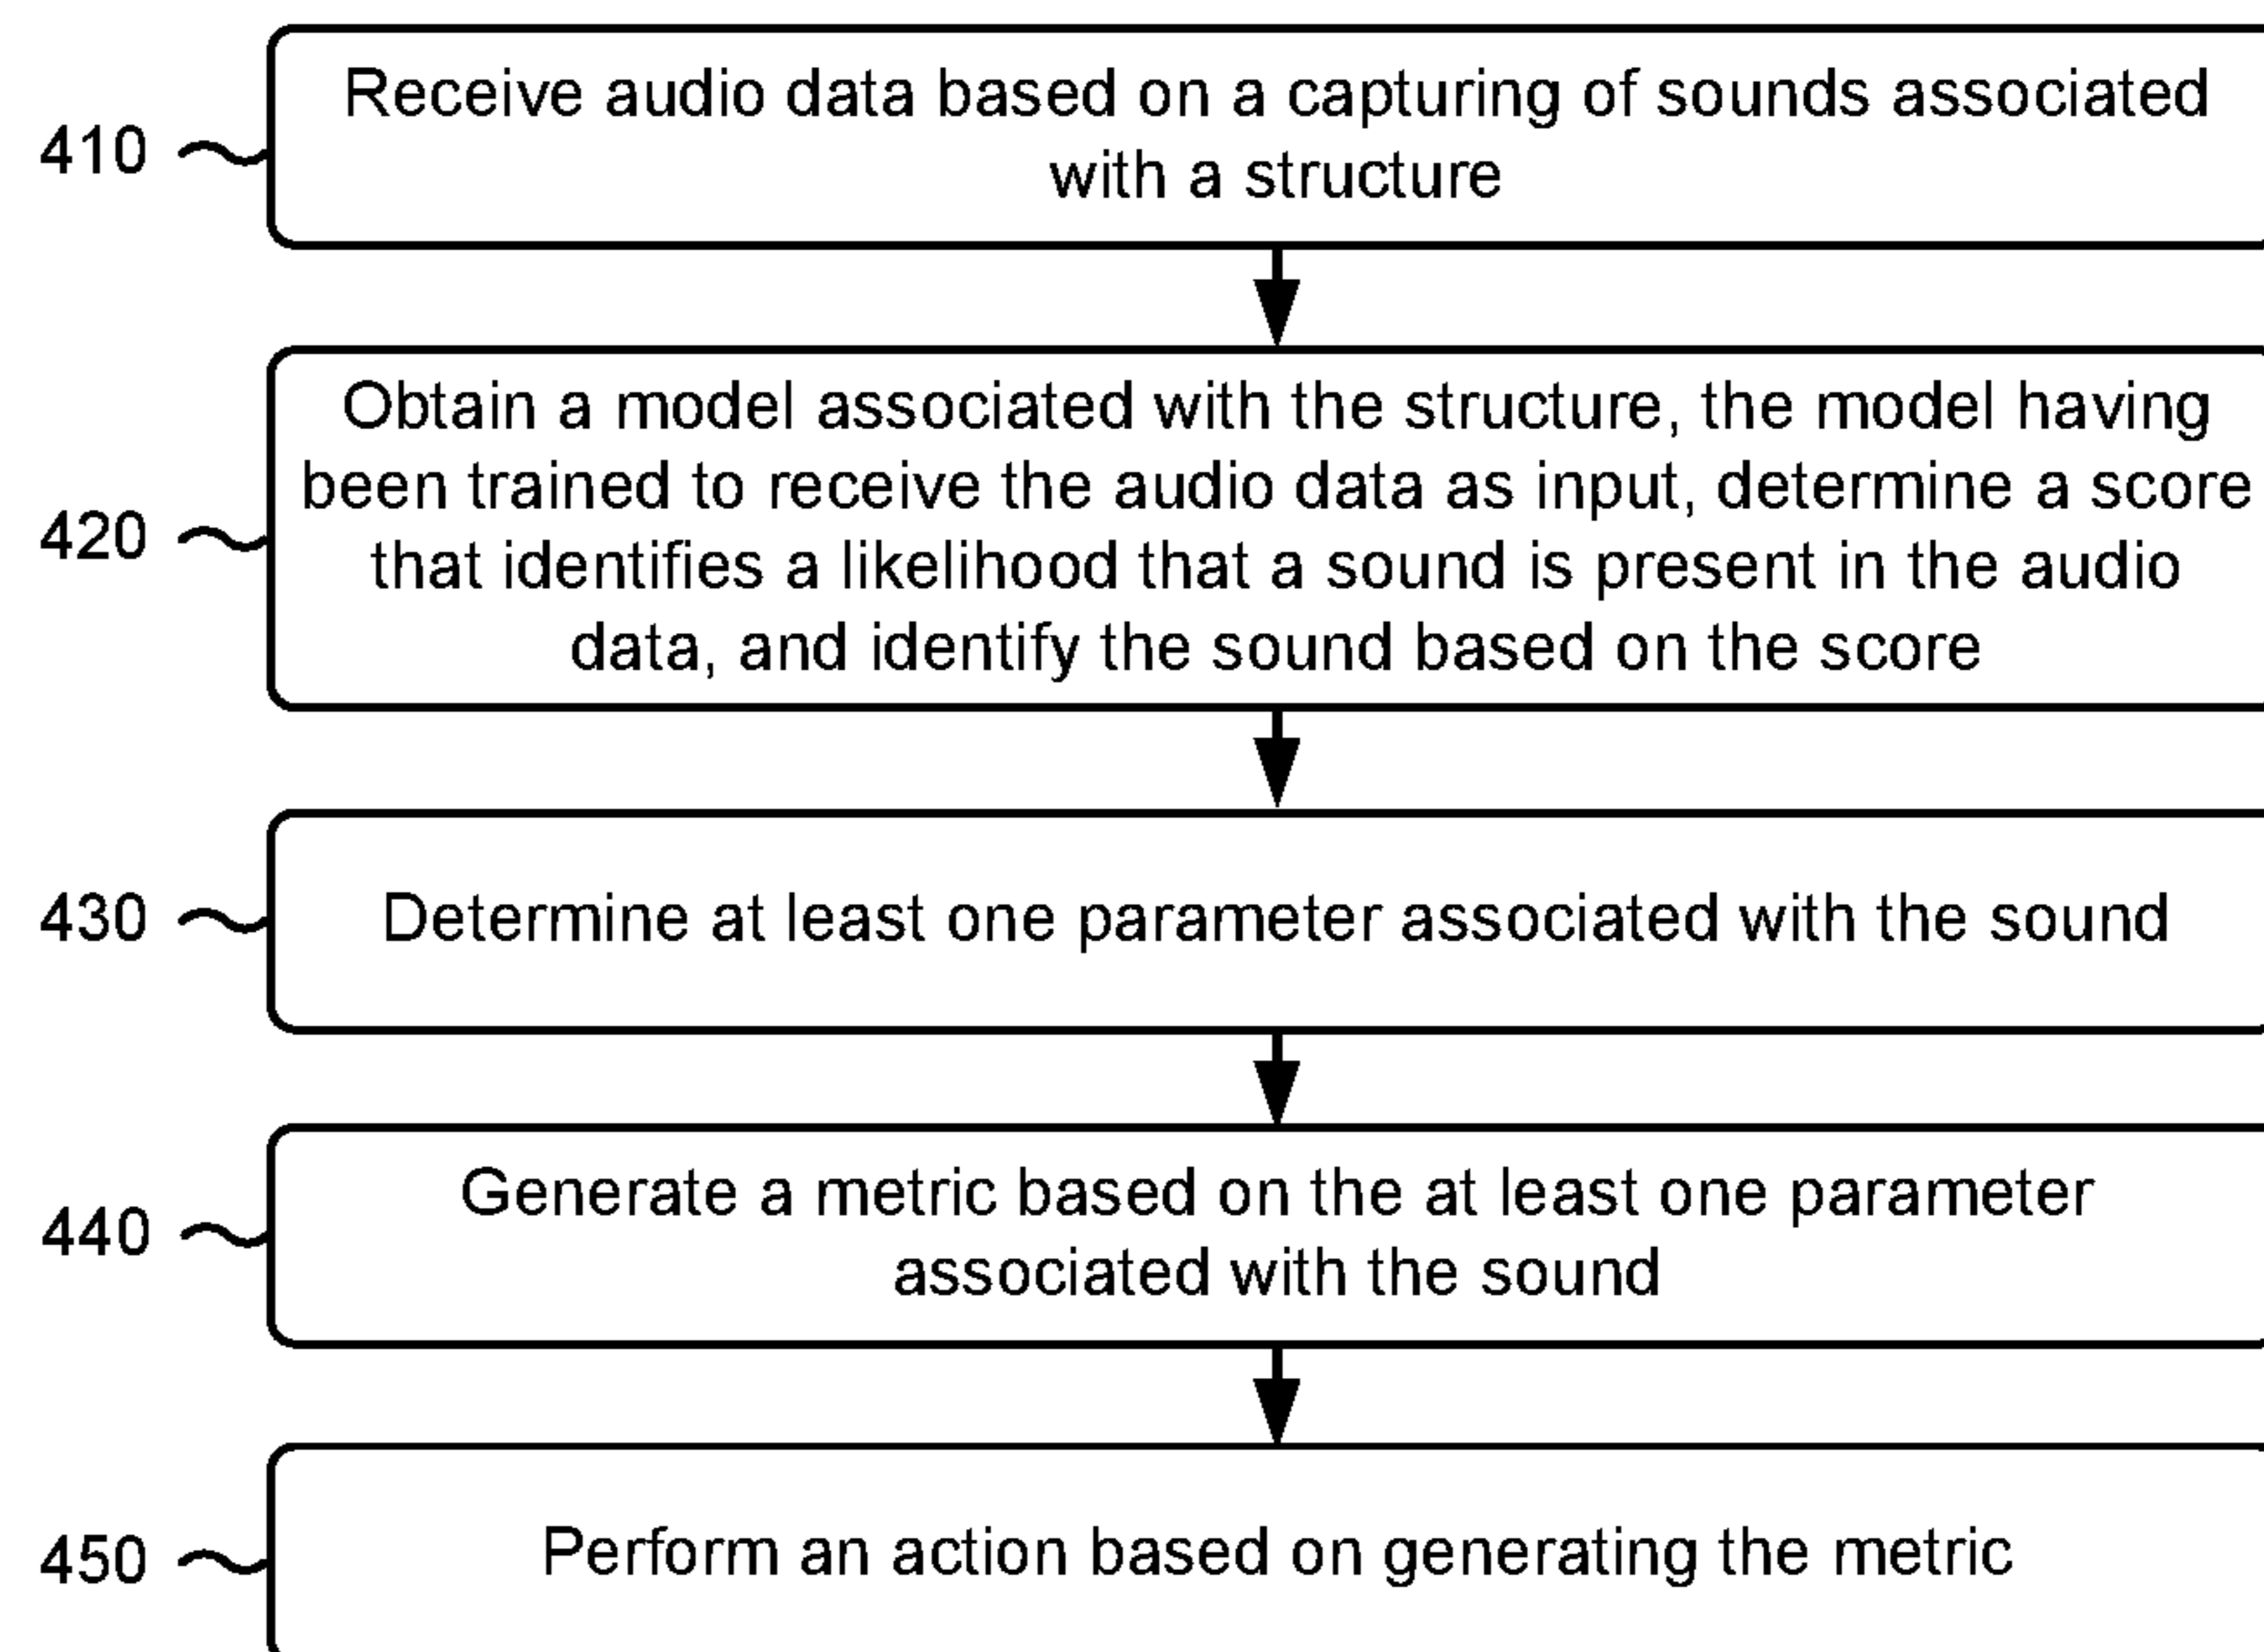 Receive audio data based on a capturing of sounds associated
with a structure
410
Obtain a model associated with the structure, the model having
been trained to receive the audio data as input, determine a score
that identifies a likelihood that a sound is present in the audio
data, and identify the sound based on the score
420
Determine at least one parameter associated with the sound
430
Generate a metric based on the at least one parameter
associated with the sound
440
Perform an action based on generating the metric
450